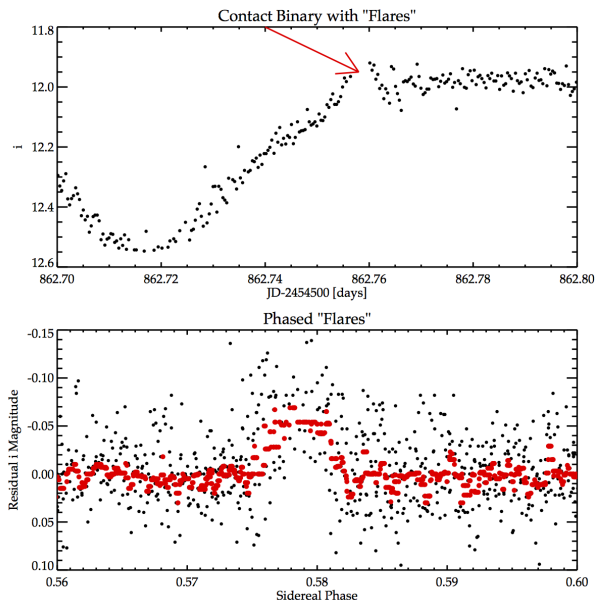 Contact Binary with "Flares"
11.8
12.0
12.2
12.4
12.6
i
862.70 862.72 862.74 862.76 862.78 862.80
JD-2454500 [days]
Phased "Flares"
-0.15
-0.10
-0.05
0.00
0.05
0.10
Residual i Magnitude
0.56 0.57 0.58 0.59 0.60
Sidereal Phase